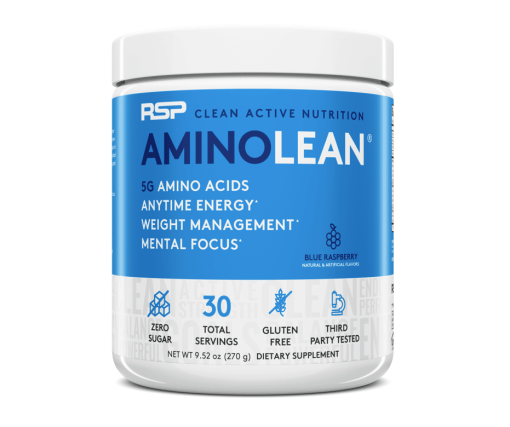 RSP CLEAN ACTIVE NUTRITION
AMINOLEAN®
5G AMINO ACIDS
ANYTIME ENERGY*
WEIGHT MANAGEMENT*
MENTAL FOCUS*
BLUE RASPBERRY
NATURAL & ARTIFICIAL FLAVORS
ZERO SUGAR
30 TOTAL SERVINGS
GLUTEN FREE
THIRD PARTY TESTED
NET WT 9.52 oz (270 g) DIETARY SUPPLEMENT